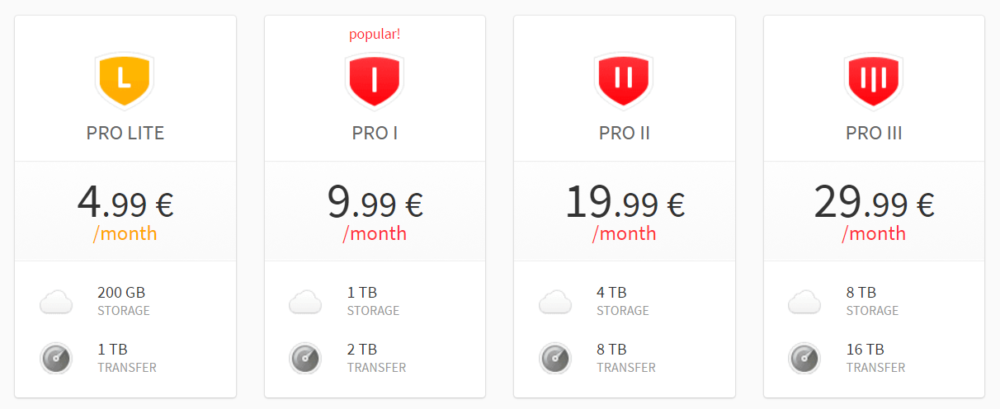 L
PRO LITE
4.99 €
/month
200 GB
STORAGE
1 TB
TRANSFER
popular!
I
PRO I
9.99 €
/month
1 TB
STORAGE
2 TB
TRANSFER
II
PRO II
19.99 €
/month
4 TB
STORAGE
8 TB
TRANSFER
III
PRO III
29.99 €
/month
8 TB
STORAGE
16 TB
TRANSFER